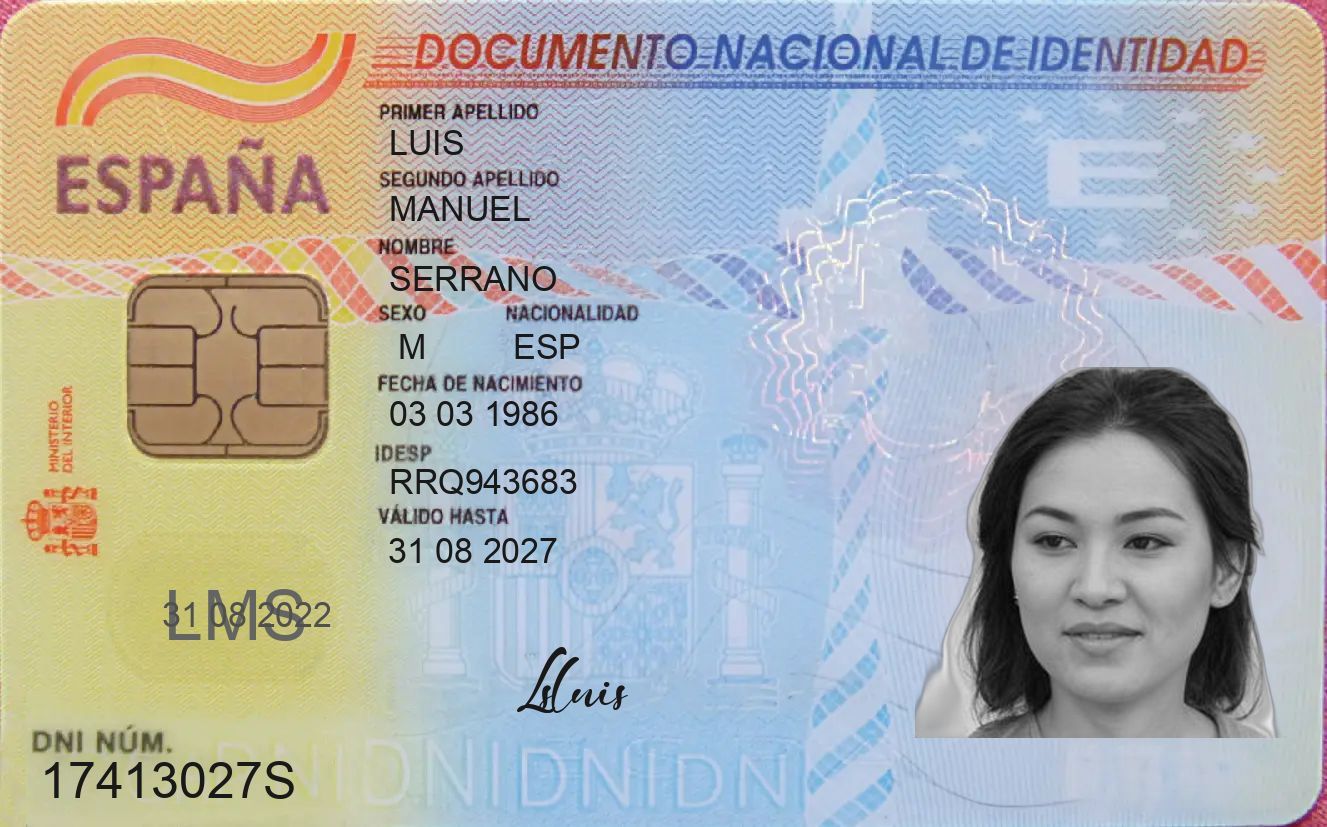 DOCUMENTO NACIONAL DE IDENTIDAD
ESPAÑA
PRIMER APELLIDO
LUIS
SEGUNDO APELLIDO
MANUEL
NOMBRE
SERRANO
SEXO NACIONALIDAD
M ESP
FECHA DE NACIMIENTO
03 03 1986
IDESP
RRQ943683
VÁLIDO HASTA
31 08 2027
MINISTERIO
DEL INTERIOR
E
31 08 2022
LMS
DNI NÚM.
17413027S
DNIDNIDNIDNI